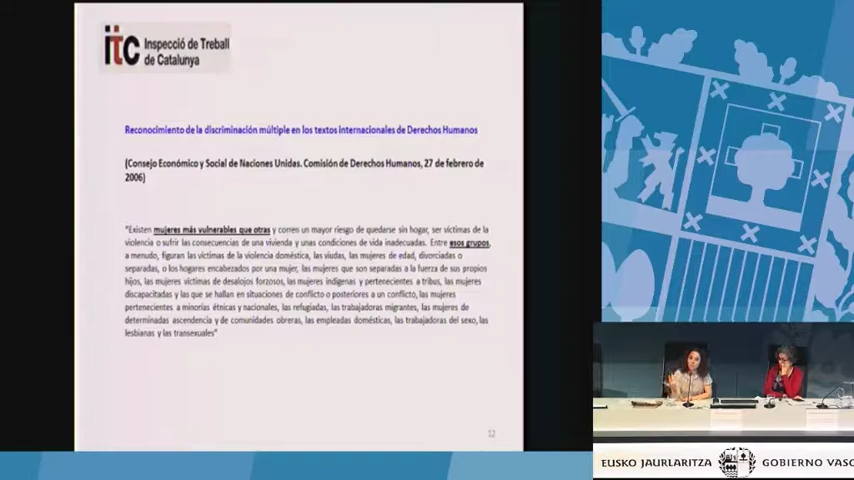 itc Inspecció de Treball
de Catalunya
Reconocimiento de la discriminación múltiple en los textos internacionales de Derechos Humanos
(Consejo Económico y Social de Naciones Unidas. Comisión de Derechos Humanos, 27 de febrero de
2006)
"Existen mujeres más vulnerables que otras y corren un mayor riesgo de quedarse sin hogar, ser víctimas de la
violencia o sufrir las consecuencias de una vivienda y unas condiciones de vida inadecuadas. Entre esos grupos,
a menudo, figuran las víctimas de la violencia doméstica, las viudas, las mujeres de edad, divorciadas o
separadas, o los hogares encabezados por una mujer, las mujeres que son separadas a la fuerza de sus propios
hijos, las mujeres víctimas de desalojos forzosos, las mujeres indígenas y pertenecientes a tribus, las mujeres
discapacitadas y las que se hallan en situaciones de conflicto o posteriores a un conflicto, las mujeres
pertenecientes a minorías étnicas y nacionales, las refugiadas, las trabajadoras migrantes, las mujeres de
determinadas ascendencia y de comunidades obreras, las empleadas domésticas, las trabajadoras del sexo, las
lesbianas y las transexuales"
12
EUSKO JAURLARITZA GOBIERNO VASC